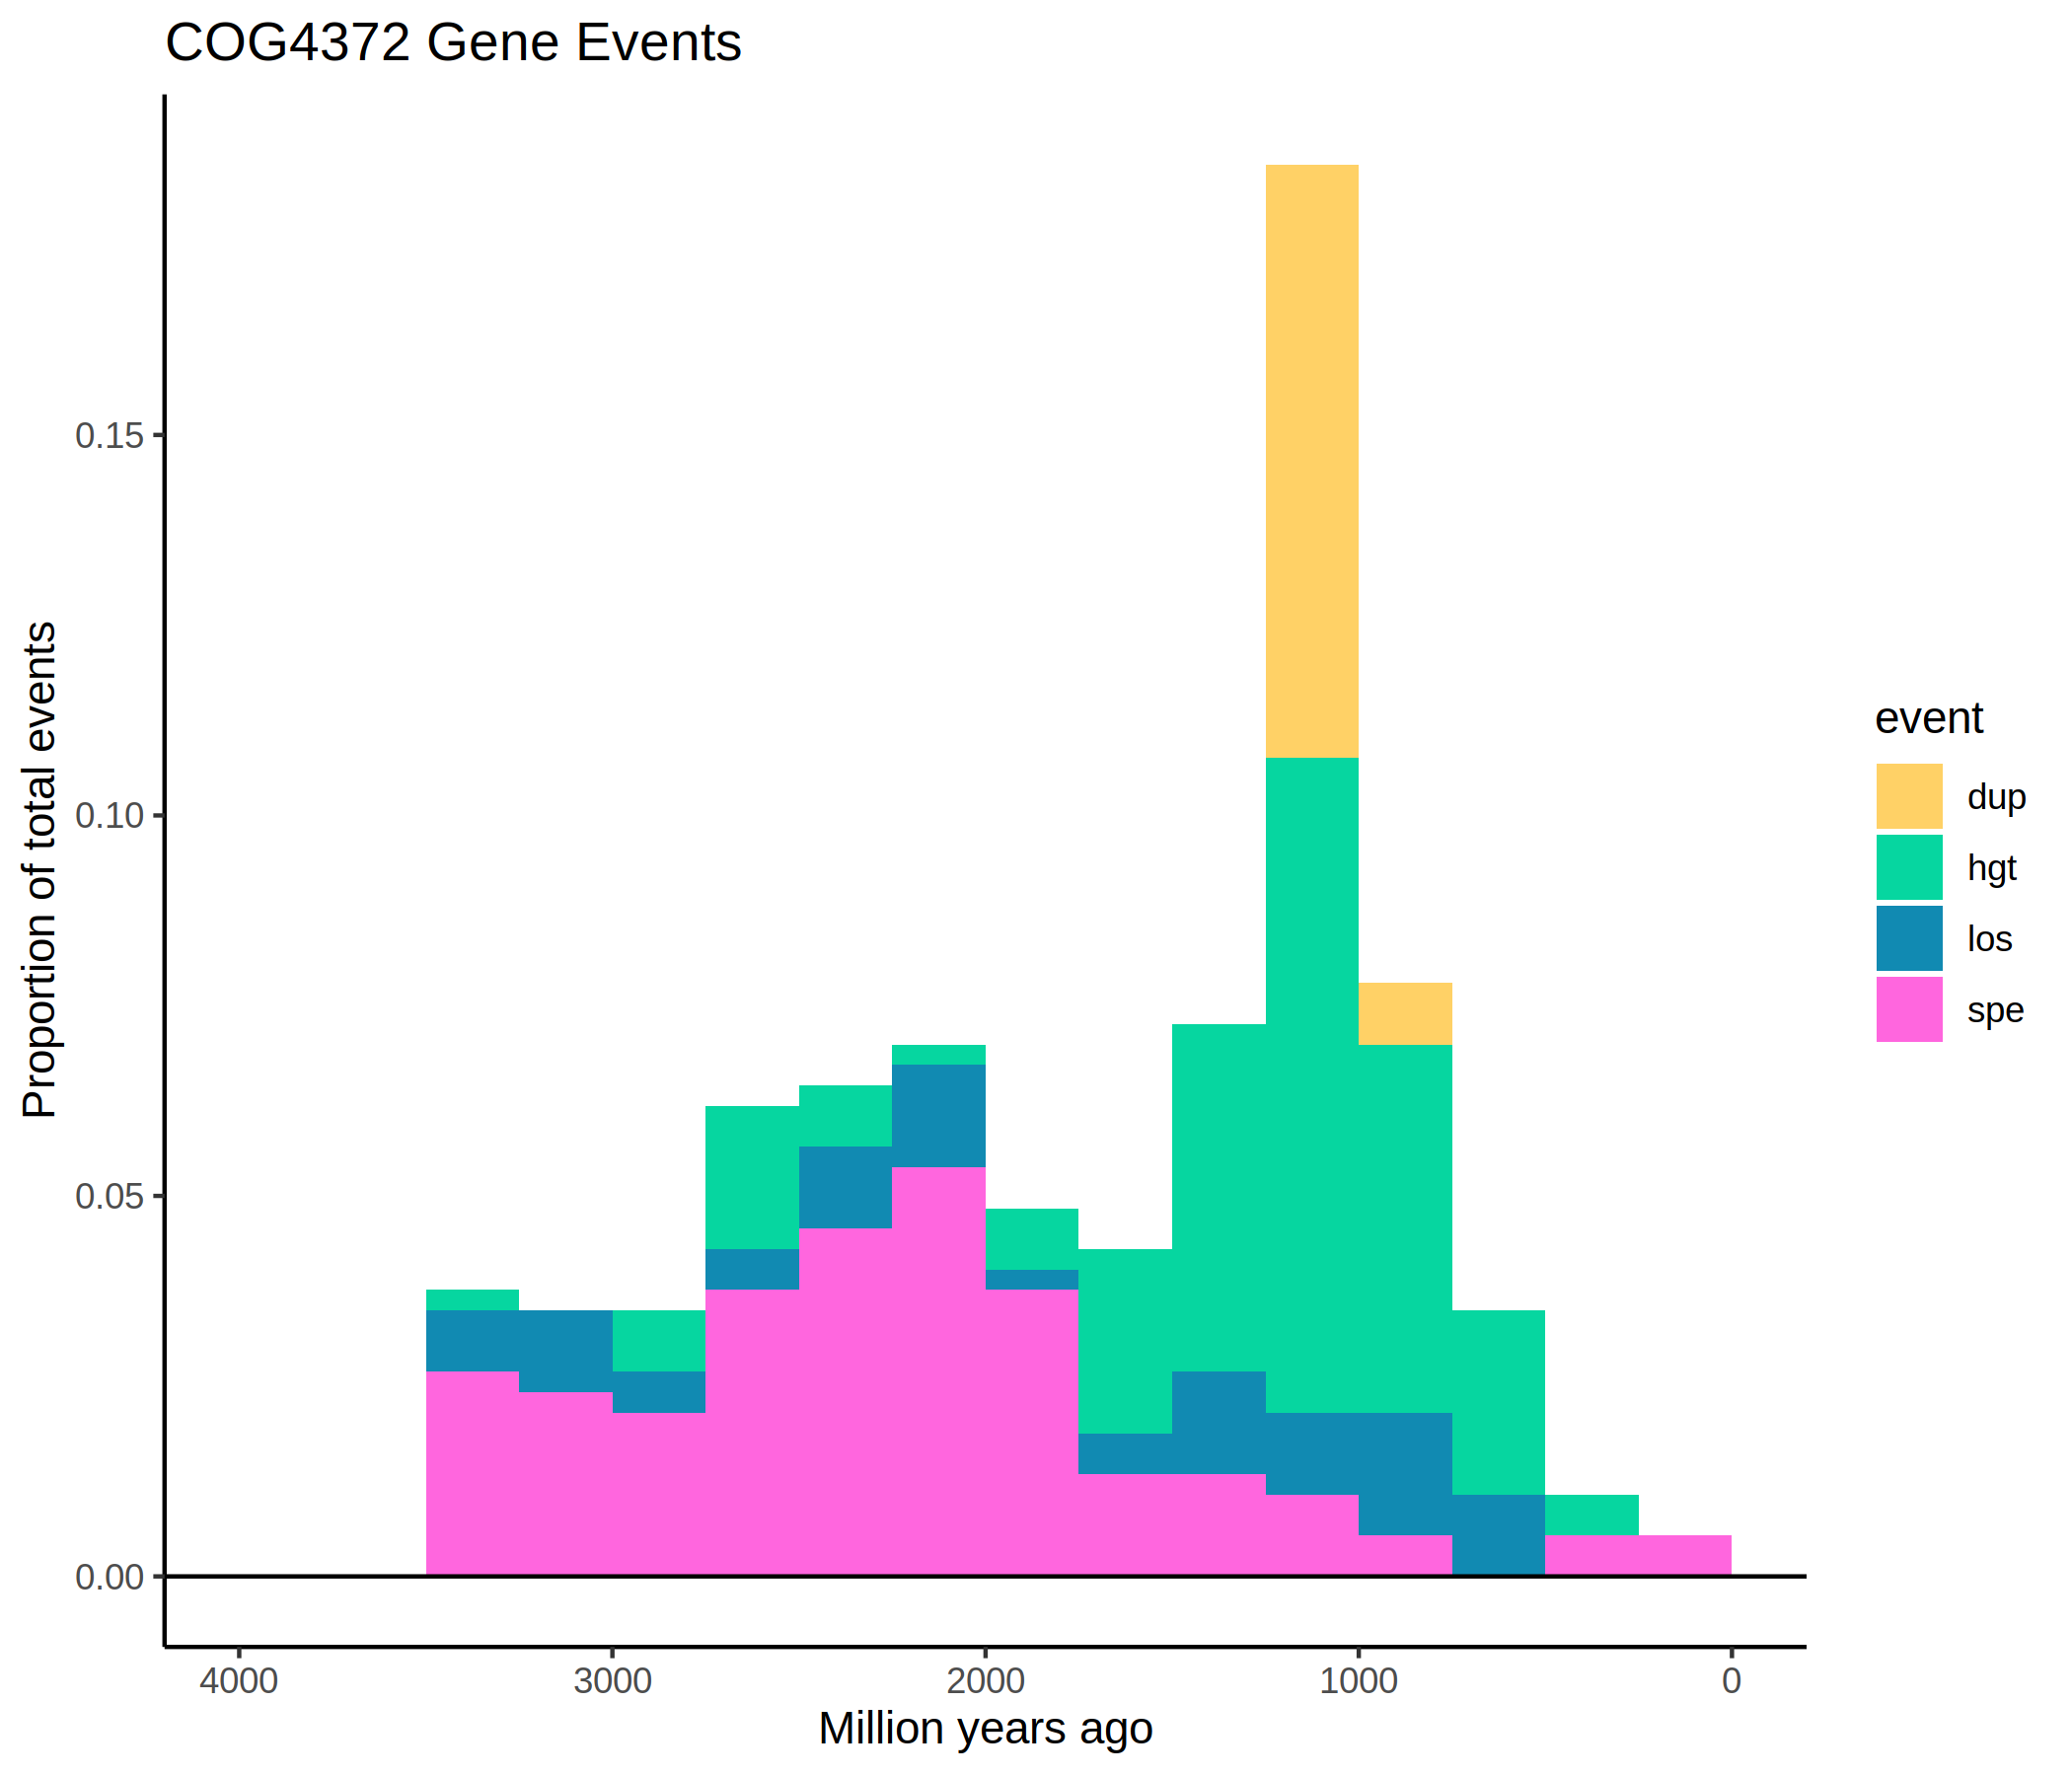 COG4372 Gene Events
Proportion of total events
0.15
0.10
0.05
0.00
4000 3000 2000 1000 0
Million years ago
event
dup
hgt
los
spe